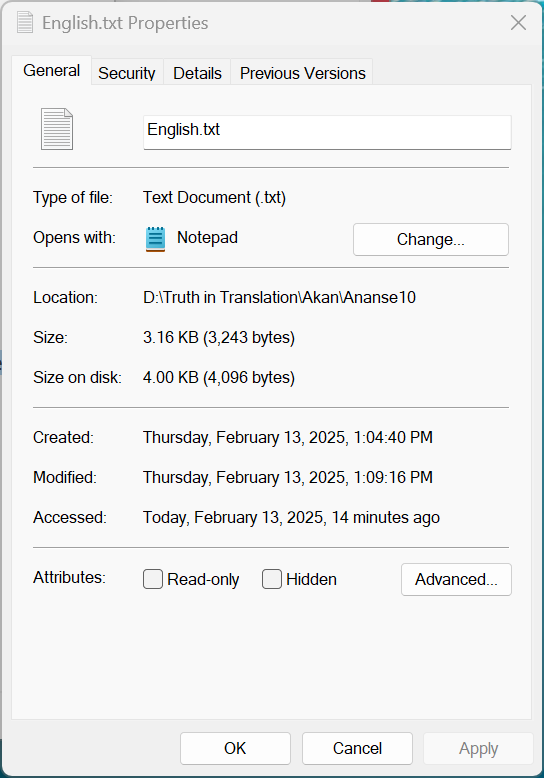 English.txt Properties
General Security Details Previous Versions
English.txt
Type of file: Text Document (.txt)
Opens with: Notepad Change...
Location: D:\Truth in Translation\Akan\Ananse10
Size: 3.16 KB (3,243 bytes)
Size on disk: 4.00 KB (4,096 bytes)
Created: Thursday, February 13, 2025, 1:04:40 PM
Modified: Thursday, February 13, 2025, 1:09:16 PM
Accessed: Today, February 13, 2025, 14 minutes ago
Attributes: Read-only Hidden Advanced...
OK Cancel Apply